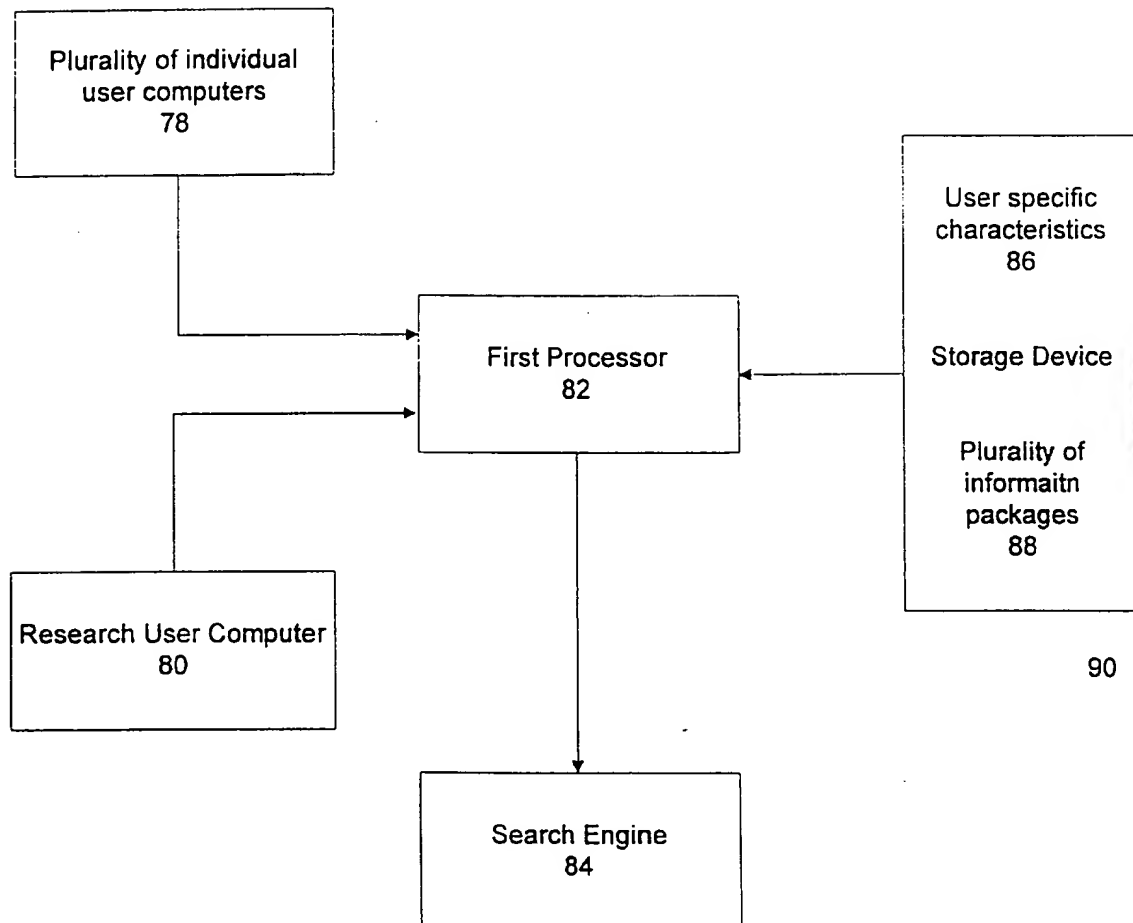 Plurality of individual
user computers
78
User specific
characteristics
86
Storage Device
Plurality of
informaitn
packages
88
First Processor
82
Research User Computer
80
90
Search Engine
84